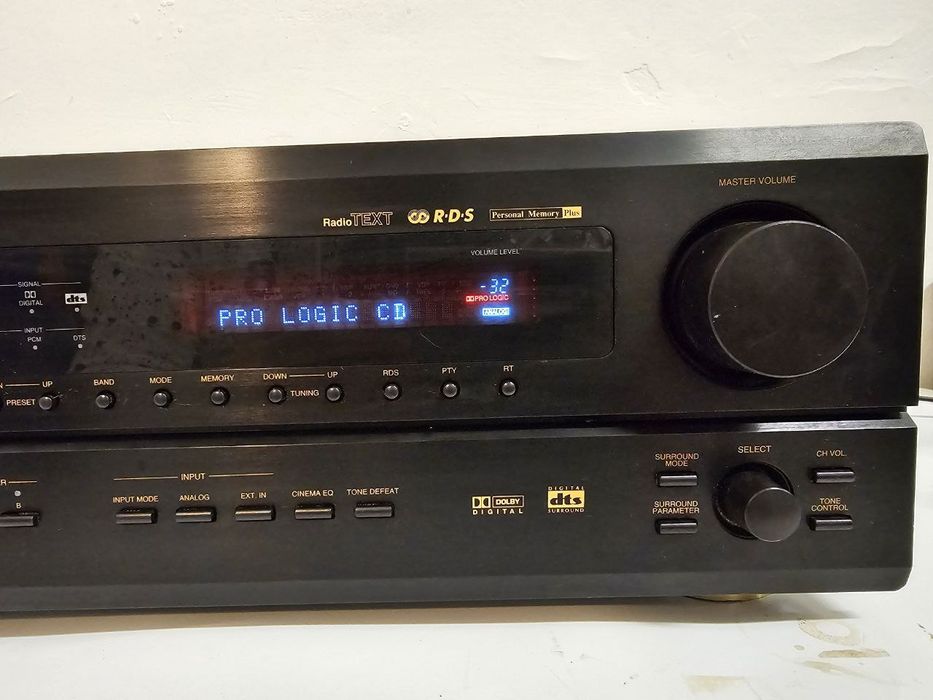 MASTER VOLUME
RadioTEXT R·D·S Personal Memory Plus
VOLUME LEVEL
-32
PRO LOGIC
ANALOG
PRO LOGIC CD
SIGNAL
DIGITAL dts
INPUT
PCM DTS
UP
PRESET
BAND
MODE
MEMORY
DOWN UP
TUNING
RDS
PTY
RT
B
INPUT
INPUT MODE
ANALOG
EXT. IN
CINEMA EQ
TONE DEFEAT
DOLBY
DIGITAL
DIGITAL
dts
SURROUND
SURROUND
MODE
SELECT
CH VOL.
SURROUND
PARAMETER
TONE
CONTROL